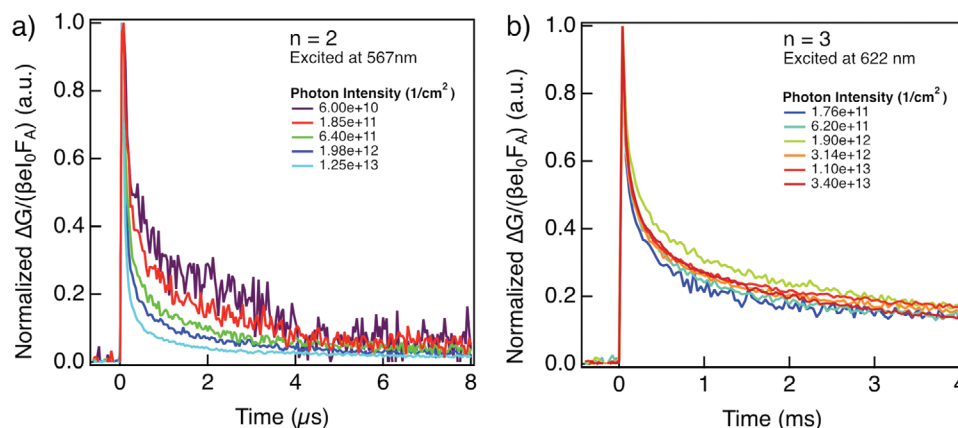 a)
n = 2
Excited at 567nm
Photon Intensity (1/cm²)
6.00e+10
1.85e+11
6.40e+11
1.98e+12
1.25e+13
Normalized ΔG/(βeI₀F_A) (a.u.)
1.0
0.8
0.6
0.4
0.2
0.0
0
2
4
6
8
Time (μs)
b)
n = 3
Excited at 622 nm
Photon Intensity (1/cm²)
1.76e+11
6.20e+11
1.90e+12
3.14e+12
1.10e+13
3.40e+13
Normalized ΔG/(βeI₀F_A) (a.u.)
1.0
0.8
0.6
0.4
0.2
0.0
0
1
2
3
4
Time (ms)